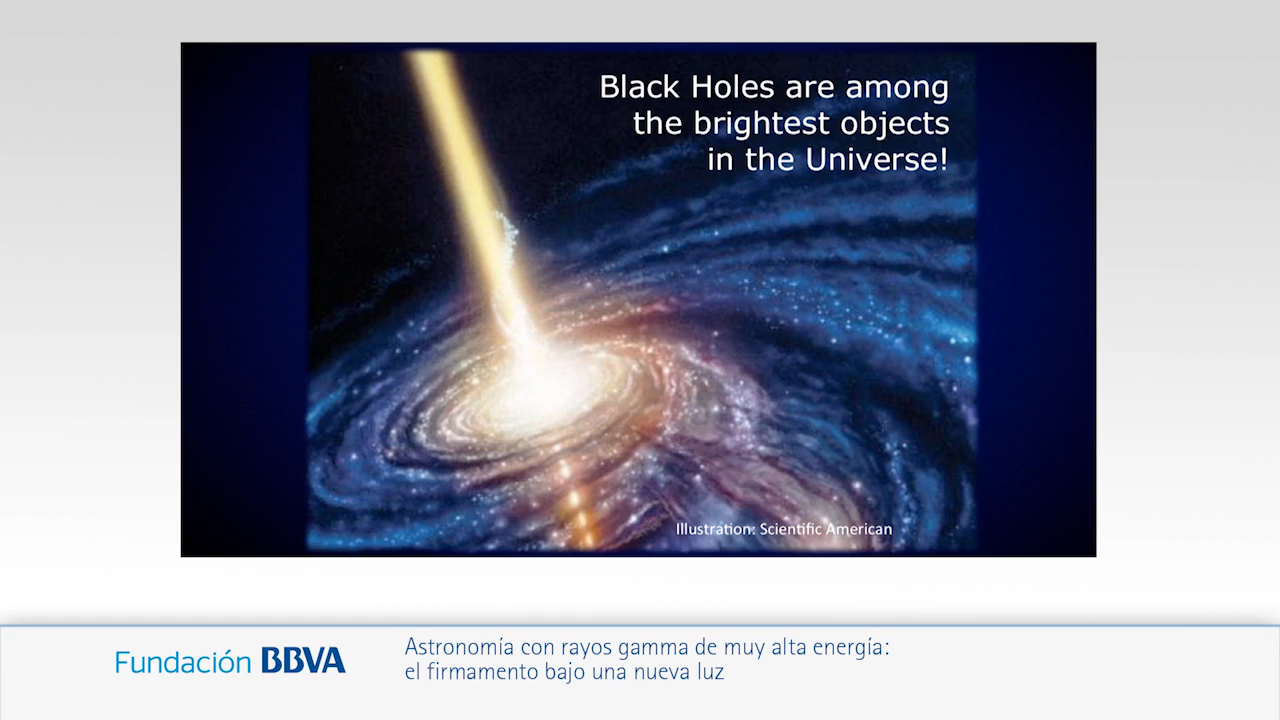 Black Holes are among
the brightest objects
in the Universe!
Illustration: Scientific American
Fundación BBVA
Astronomía con rayos gamma de muy alta energía:
el firmamento bajo una nueva luz